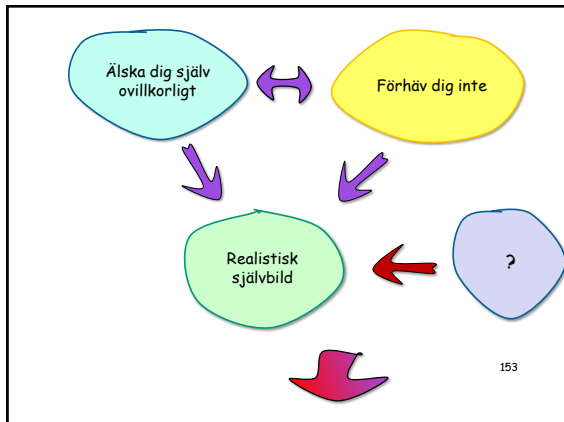 Älska dig själv
ovillkorligt
Förhäv dig inte
Realistisk
självbild
?
153